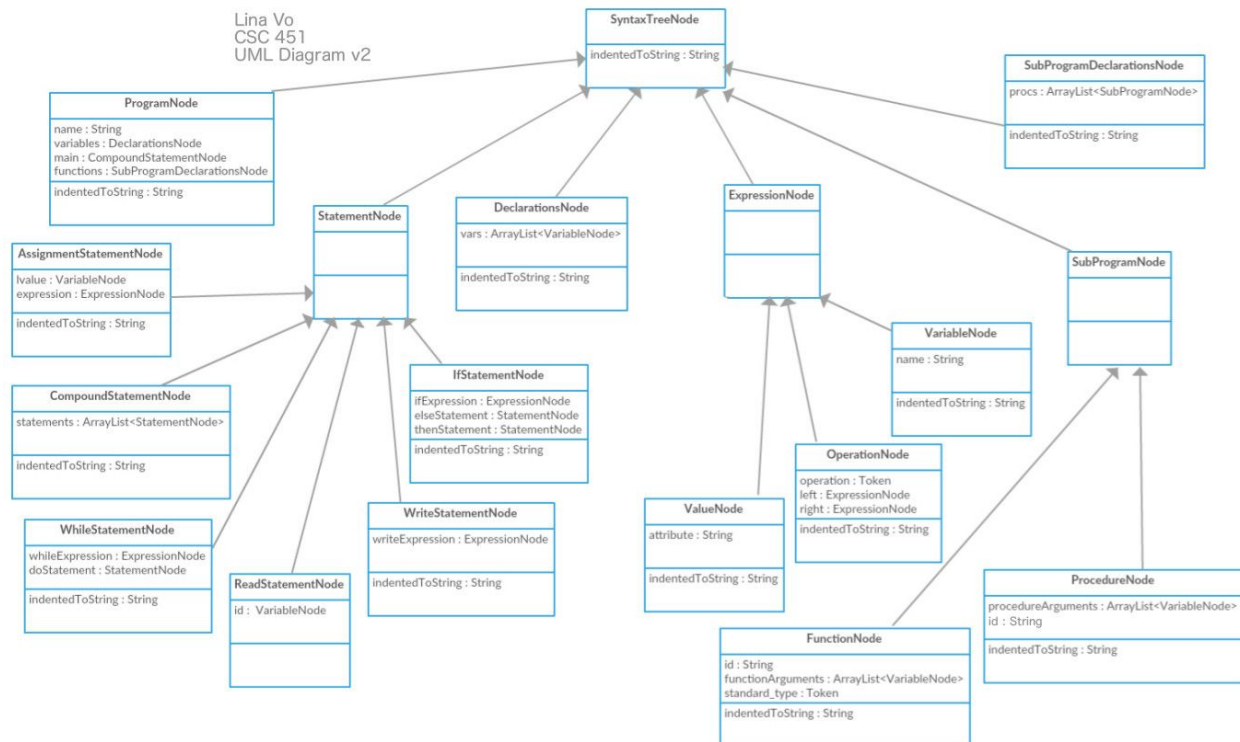 Lina Vo
CSC 451
UML Diagram v2
SyntaxTreeNode
indentedToString : String
SubProgramDeclarationsNode
procs : ArrayList<SubProgramNode>
indentedToString : String
ProgramNode
name : String
variables : DeclarationsNode
main : CompoundStatementNode
functions : SubProgramDeclarationsNode
indentedToString : String
StatementNode
DeclarationsNode
vars : ArrayList<VariableNode>
indentedToString : String
ExpressionNode
SubProgramNode
AssignmentStatementNode
lvalue : VariableNode
expression : ExpressionNode
indentedToString : String
VariableNode
name : String
indentedToString : String
CompoundStatementNode
statements : ArrayList<StatementNode>
indentedToString : String
IfStatementNode
ifExpression : ExpressionNode
elseStatement : StatementNode
thenStatement : StatementNode
indentedToString : String
OperationNode
operation : Token
left : ExpressionNode
right : ExpressionNode
indentedToString : String
WhileStatementNode
whileExpression : ExpressionNode
doStatement : StatementNode
indentedToString : String
ReadStatementNode
id : VariableNode
WriteStatementNode
writeExpression : ExpressionNode
indentedToString : String
ValueNode
attribute : String
indentedToString : String
FunctionNode
id : String
functionArguments : ArrayList<VariableNode>
standard_type : Token
indentedToString : String
ProcedureNode
procedureArguments : ArrayList<VariableNode>
id : String
indentedToString : String